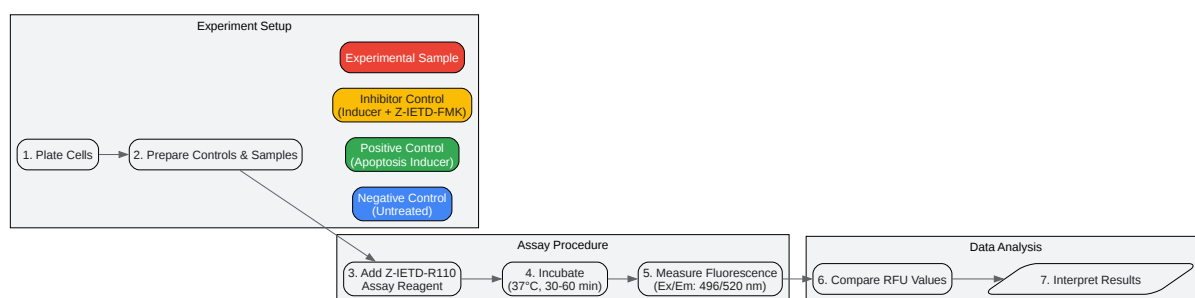 Experiment Setup
Experimental Sample
Inhibitor Control
(Inducer + Z-IETD-FMK)
1. Plate Cells
2. Prepare Controls & Samples
Positive Control
(Apoptosis Inducer)
Negative Control
(Untreated)
Assay Procedure
3. Add Z-IETD-R110
Assay Reagent
4. Incubate
(37°C, 30-60 min)
5. Measure Fluorescence
(Ex/Em: 496/520 nm)
Data Analysis
6. Compare RFU Values
7. Interpret Results